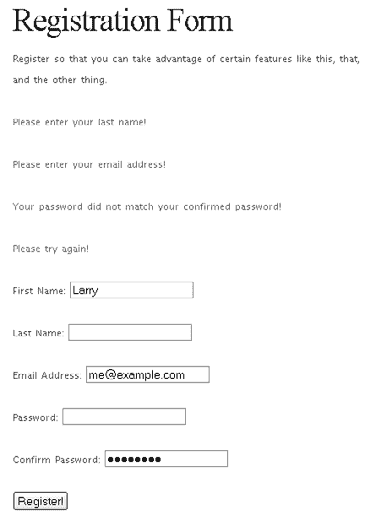 Registration Form
Register so that you can take advantage of certain features like this, that,
and the other thing.
Please enter your last name!
Please enter your email address!
Your password did not match your confirmed password!
Please try again!
First Name: Larry
Last Name:
Email Address: me@example.com
Password:
Confirm Password: ●●●●●●●●
Register!